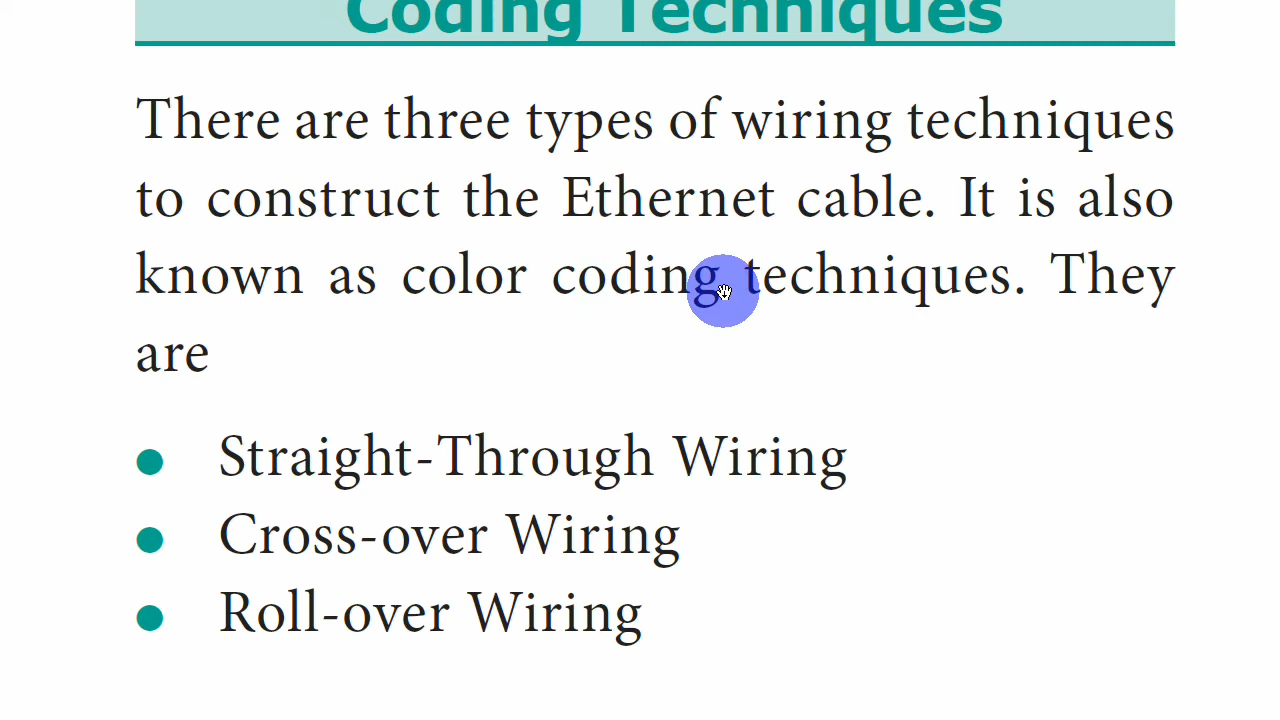 Coding Techniques
There are three types of wiring techniques
to construct the Ethernet cable. It is also
known as color coding techniques. They
are
● Straight-Through Wiring
● Cross-over Wiring
● Roll-over Wiring